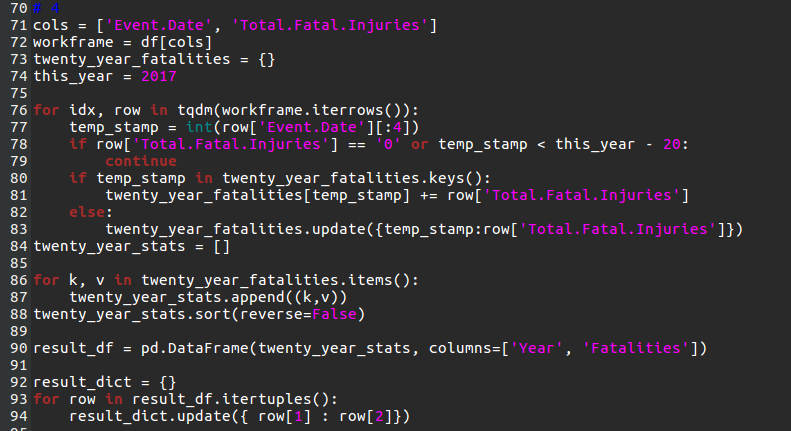 70 # 4
71 cols = ['Event.Date', 'Total.Fatal.Injuries']
72 workframe = df[cols]
73 twenty_year_fatalities = {}
74 this_year = 2017
75
76 for idx, row in tqdm(workframe.iterrows()):
77     temp_stamp = int(row['Event.Date'][:4])
78     if row['Total.Fatal.Injuries'] == '0' or temp_stamp < this_year - 20:
79         continue
80     if temp_stamp in twenty_year_fatalities.keys():
81         twenty_year_fatalities[temp_stamp] += row['Total.Fatal.Injuries']
82     else:
83         twenty_year_fatalities.update({temp_stamp:row['Total.Fatal.Injuries']})
84 twenty_year_stats = []
85
86 for k, v in twenty_year_fatalities.items():
87     twenty_year_stats.append((k,v))
88 twenty_year_stats.sort(reverse=False)
89
90 result_df = pd.DataFrame(twenty_year_stats, columns=['Year', 'Fatalities'])
91
92 result_dict = {}
93 for row in result_df.itertuples():
94     result_dict.update({ row[1] : row[2]})